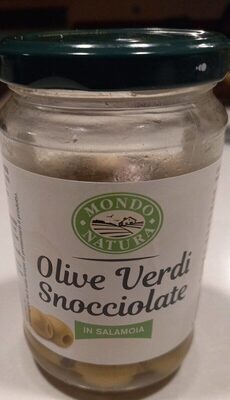 MONDO
NATURA
Olive Verdi
Snocciolate
IN SALAMOIA